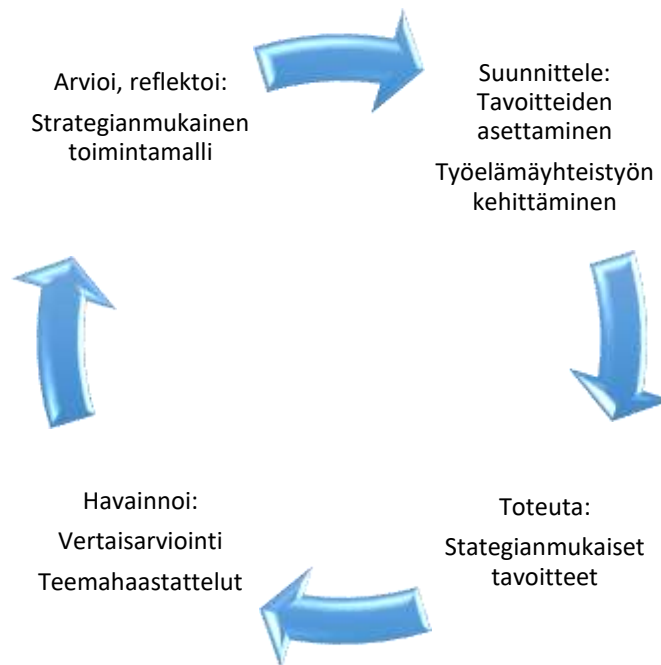 Arvioi, reflektoi:
Strategianmukainen
toimintamalli
Suunnittele:
Tavoitteiden
asettaminen
Työelämäyhteistyön
kehittäminen
Toteuta:
Stategianmukaiset
tavoitteet
Havainnoi:
Vertaisarviointi
Teemahaastattelut